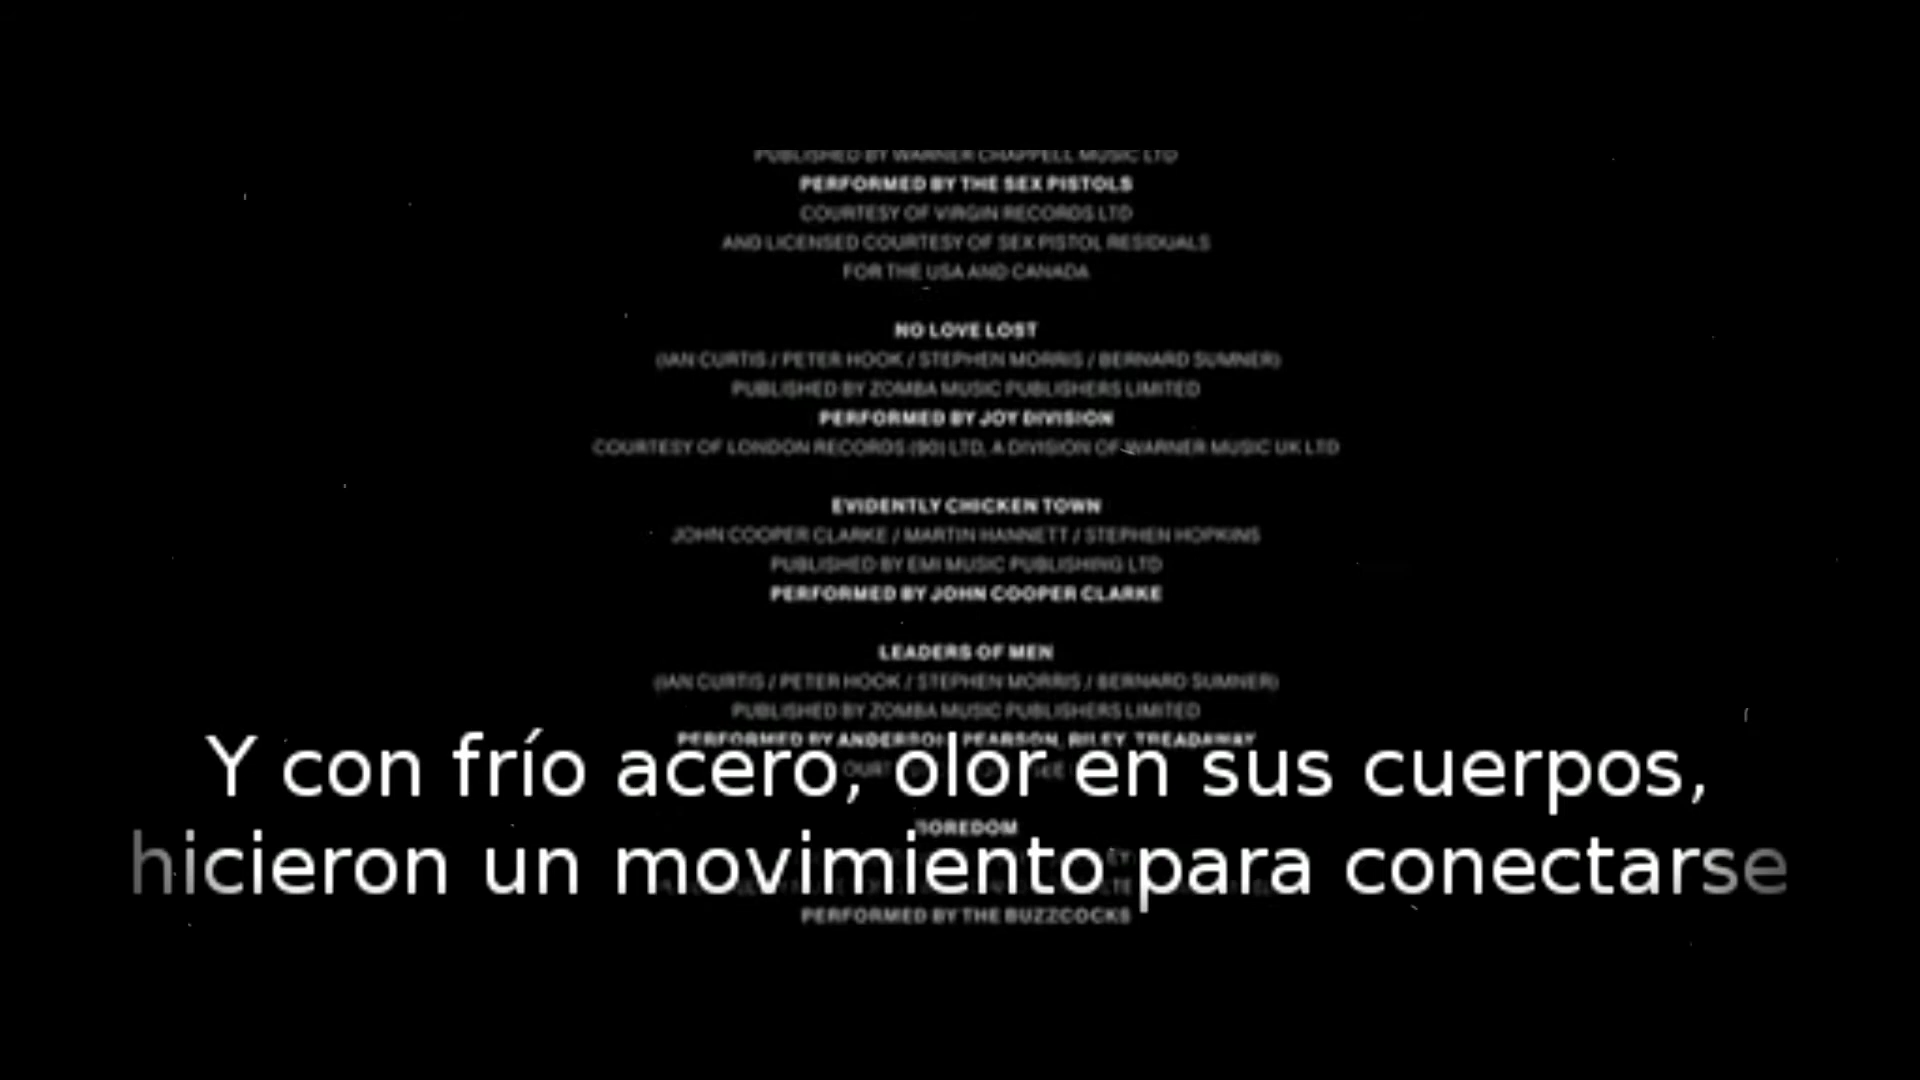 PUBLISHED BY WARNER CHAPPELL MUSIC LTD
PERFORMED BY THE SEX PISTOLS
COURTESY OF VIRGIN RECORDS LTD
AND LICENSED COURTESY OF SEX PISTOL RESIDUALS
FOR THE USA AND CANADA
NO LOVE LOST
(IAN CURTIS / PETER HOOK / STEPHEN MORRIS / BERNARD SUMNER)
PUBLISHED BY ZOMBA MUSIC PUBLISHERS LIMITED
PERFORMED BY JOY DIVISION
COURTESY OF LONDON RECORDS (90) LTD, A DIVISION OF WARNER MUSIC UK LTD
EVIDENTLY CHICKEN TOWN
JOHN COOPER CLARKE / MARTIN HANNETT / STEPHEN HOPKINS
PUBLISHED BY EMI MUSIC PUBLISHING LTD
PERFORMED BY JOHN COOPER CLARKE
LEADERS OF MEN
(IAN CURTIS / PETER HOOK / STEPHEN MORRIS / BERNARD SUMNER)
PUBLISHED BY ZOMBA MUSIC PUBLISHERS LIMITED
PERFORMED BY PEARSON, RILEY, TREADAWAY
Y con frío acero, olor en sus cuerpos,
BOREDOM
hicieron un movimiento para conectarse
PERFORMED BY THE BUZZCOCKS